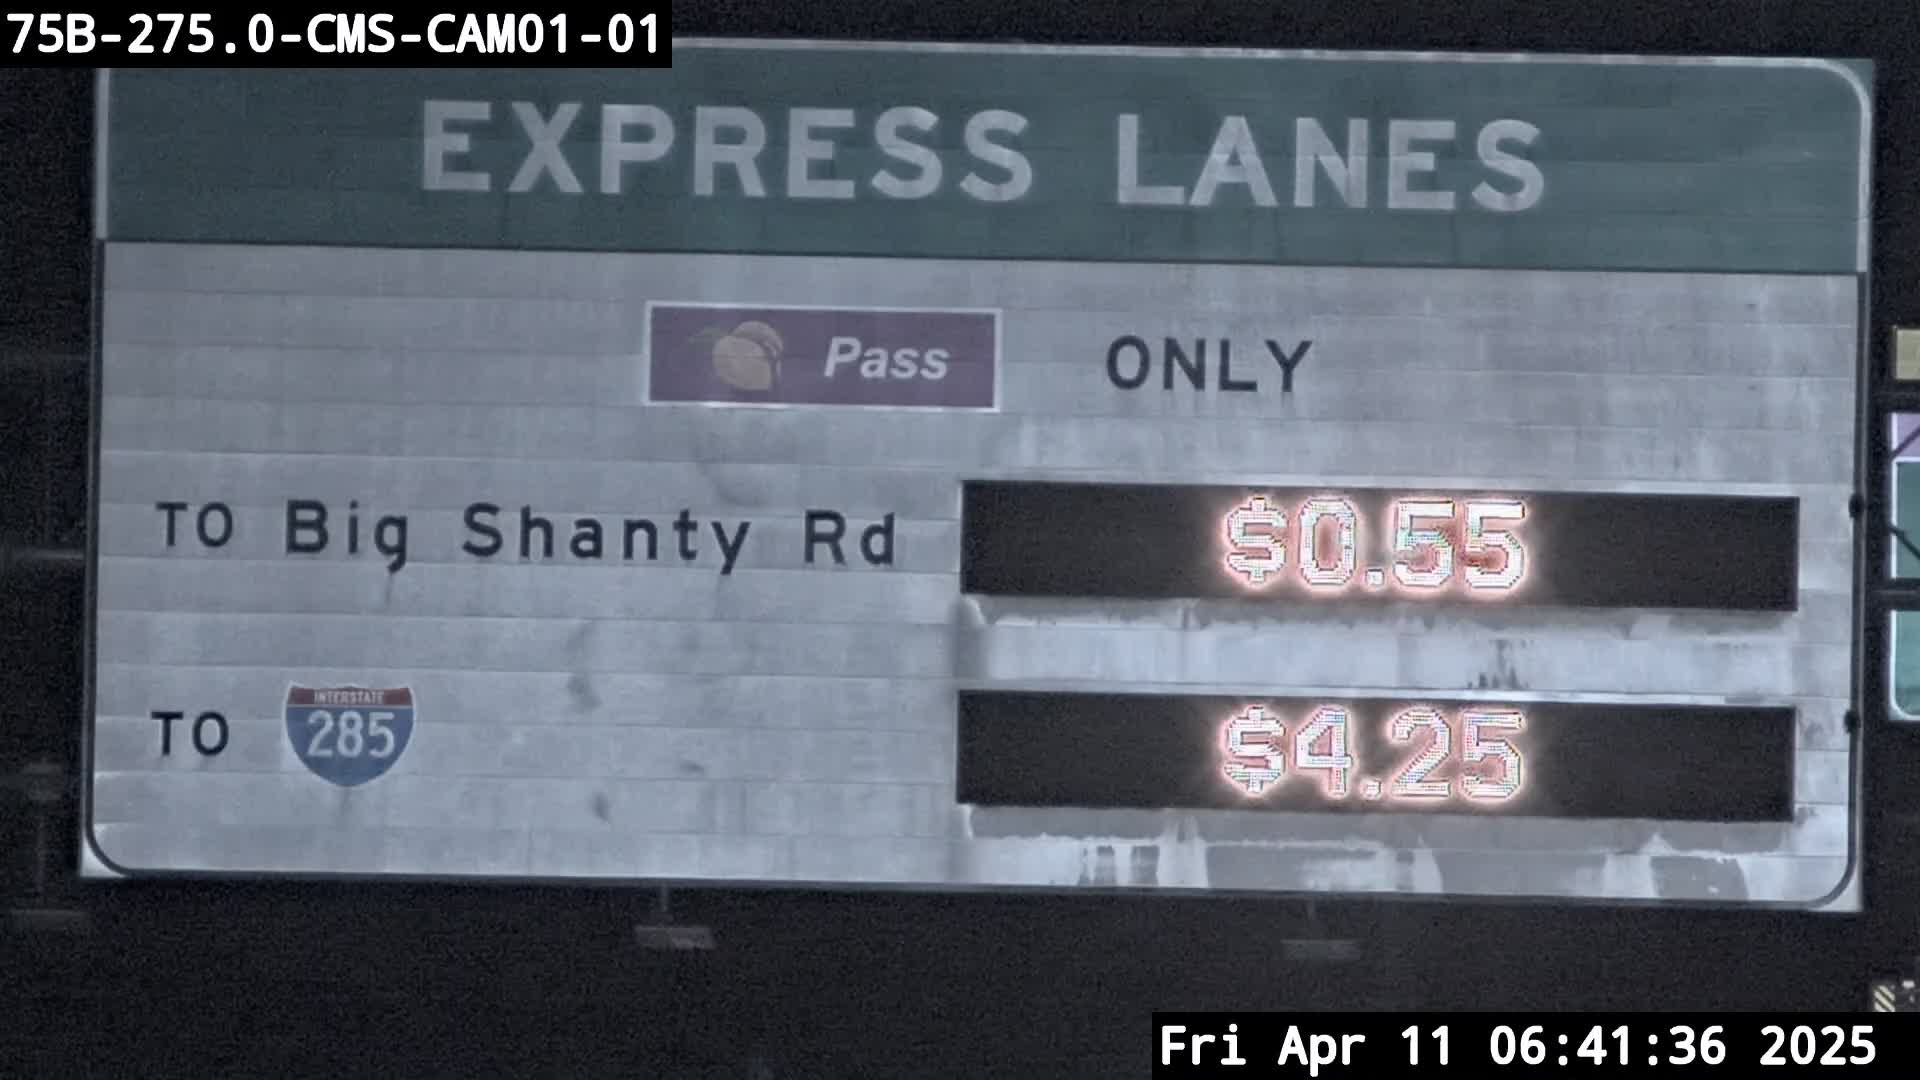 75B-275.0-CMS-CAM01-01
EXPRESS LANES
Pass ONLY
TO Big Shanty Rd $0.55
INTERSTATE
TO 285 $4.25
Fri Apr 11 06:41:36 2025